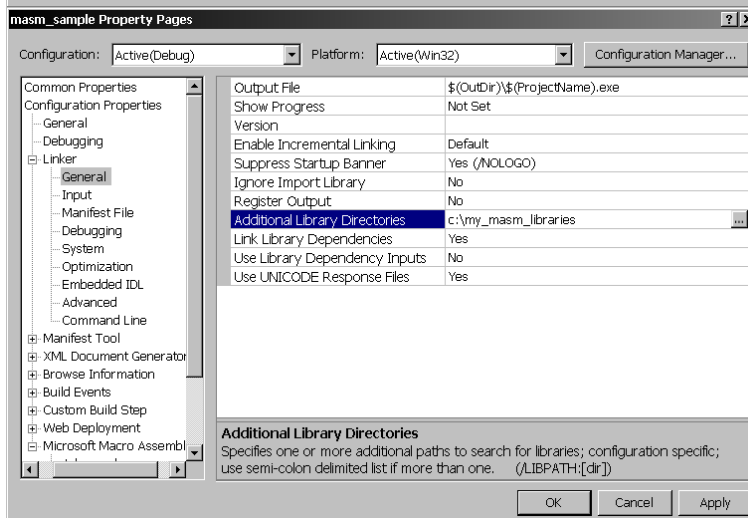 masm_sample Property Pages
Configuration: Active(Debug) Platform: Active(Win32) Configuration Manager...
Common Properties
Configuration Properties
General
Debugging
Linker
General
Input
Manifest File
Debugging
System
Optimization
Embedded IDL
Advanced
Command Line
Manifest Tool
XML Document Generator
Browse Information
Build Events
Custom Build Step
Web Deployment
Microsoft Macro Assembl
Output File $(OutDir)\$(ProjectName).exe
Show Progress Not Set
Version
Enable Incremental Linking Default
Suppress Startup Banner Yes (/NOLOGO)
Ignore Import Library No
Register Output No
Additional Library Directories c:\my_masm_libraries ...
Link Library Dependencies Yes
Use Library Dependency Inputs No
Use UNICODE Response Files Yes
Additional Library Directories
Specifies one or more additional paths to search for libraries; configuration specific;
use semi-colon delimited list if more than one. (/LIBPATH:[dir])
OK Cancel Apply